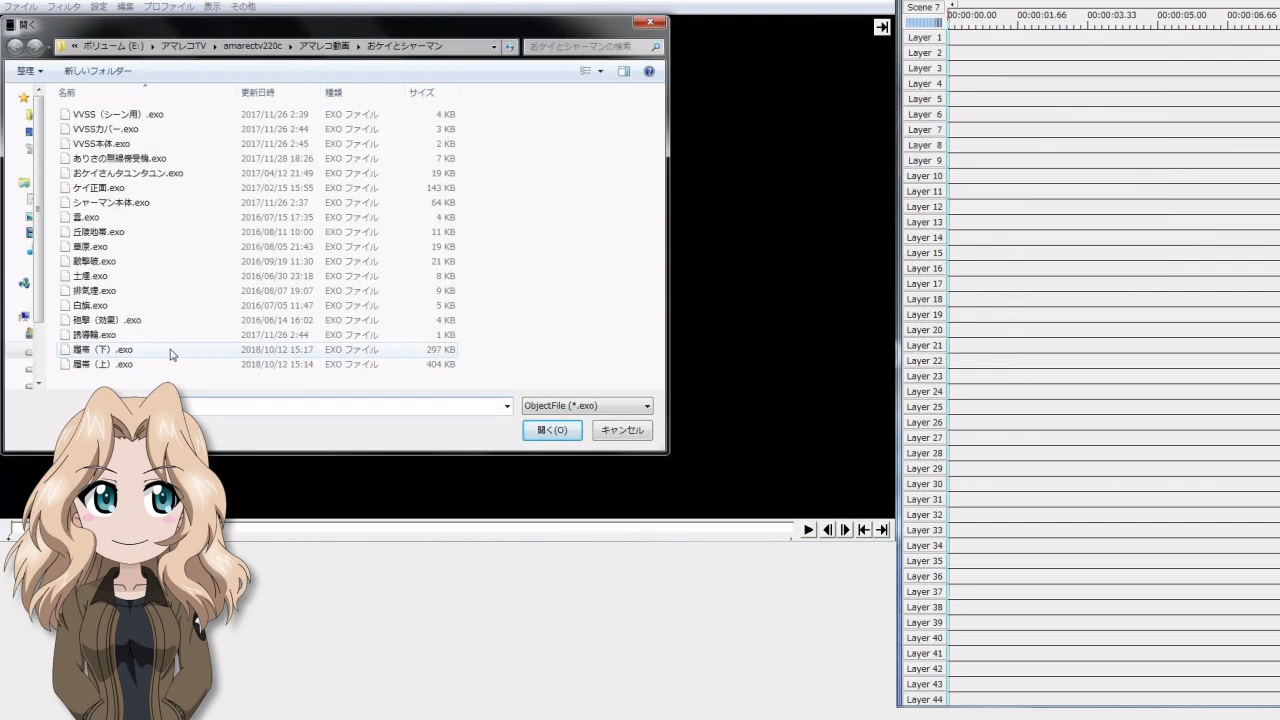 ファイル フィルタ 設定 編集 プロファイル 表示 その他
開く
« ボリューム (E:) アマレコTV amarectv220c アマレコ動画 おケイとシャーマン おケイとシャーマンの検索
整理 新しいフォルダー
名前 更新日時 種類 サイズ
VVSS（シーン用）.exo 2017/11/26 2:39 EXO ファイル 4 KB
VVSSカバー.exo 2017/11/26 2:44 EXO ファイル 3 KB
VVSS本体.exo 2017/11/26 2:45 EXO ファイル 2 KB
ありさの無線傍受機.exo 2017/11/28 18:26 EXO ファイル 7 KB
おケイさんタユンタユン.exo 2017/04/12 21:49 EXO ファイル 19 KB
ケイ正面.exo 2017/02/15 15:55 EXO ファイル 143 KB
シャーマン本体.exo 2017/11/26 2:37 EXO ファイル 64 KB
雲.exo 2016/07/15 17:35 EXO ファイル 4 KB
丘陵地帯.exo 2016/08/11 10:00 EXO ファイル 11 KB
草原.exo 2016/08/05 21:43 EXO ファイル 19 KB
敵撃破.exo 2016/09/19 11:30 EXO ファイル 21 KB
土煙.exo 2016/06/30 23:18 EXO ファイル 8 KB
排気煙.exo 2016/08/07 19:07 EXO ファイル 9 KB
白旗.exo 2016/07/05 11:47 EXO ファイル 5 KB
砲撃（効果）.exo 2016/06/14 16:02 EXO ファイル 4 KB
誘導輪.exo 2017/11/26 2:44 EXO ファイル 1 KB
履帯（下）.exo 2018/10/12 15:17 EXO ファイル 297 KB
履帯（上）.exo 2018/10/12 15:14 EXO ファイル 404 KB
ObjectFile (*.exo)
開く(O) キャンセル
Scene 7
00:00:00.00 00:00:01.66 00:00:03.33 00:00:05.00 00:00:06.66
Layer 1
Layer 2
Layer 3
Layer 4
Layer 5
Layer 6
Layer 7
Layer 8
Layer 9
Layer 10
Layer 11
Layer 12
Layer 13
Layer 14
Layer 15
Layer 16
Layer 17
Layer 18
Layer 19
Layer 20
Layer 21
Layer 22
Layer 23
Layer 24
Layer 25
Layer 26
Layer 27
Layer 28
Layer 29
Layer 30
Layer 31
Layer 32
Layer 33
Layer 34
Layer 35
Layer 36
Layer 37
Layer 38
Layer 39
Layer 40
Layer 41
Layer 42
Layer 43
Layer 44